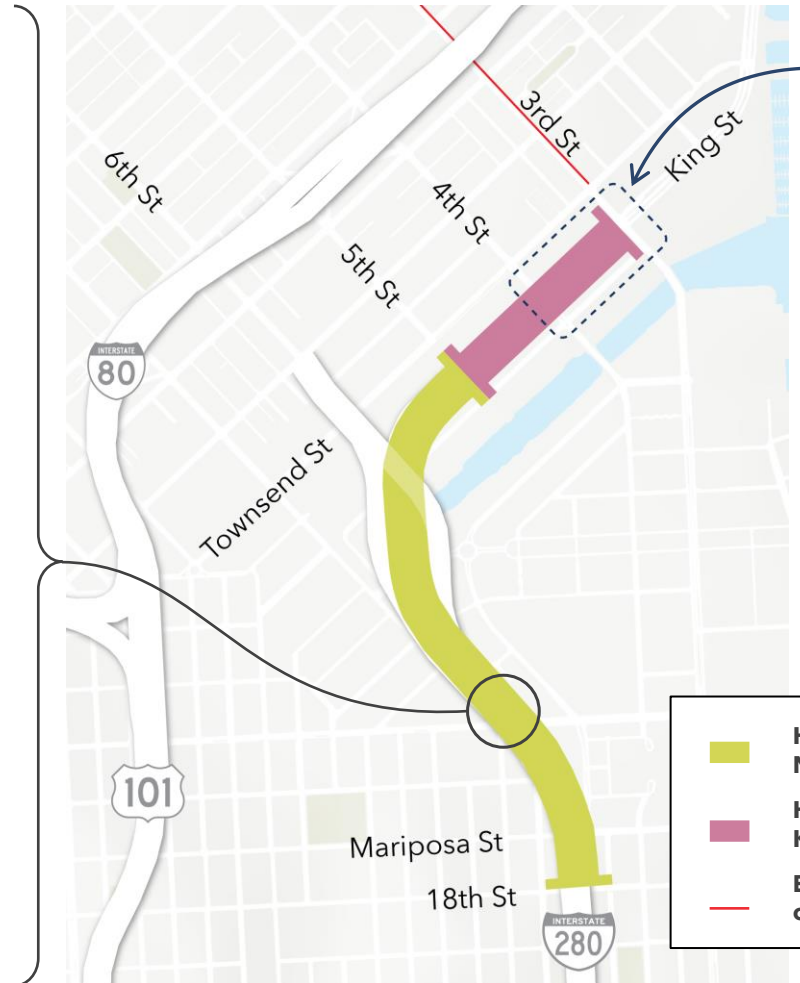 3rd St
King St
6th St
4th St
5th St
INTERSTATE
80
Townsend St
101
Mariposa St
18th St
INTERSTATE
280